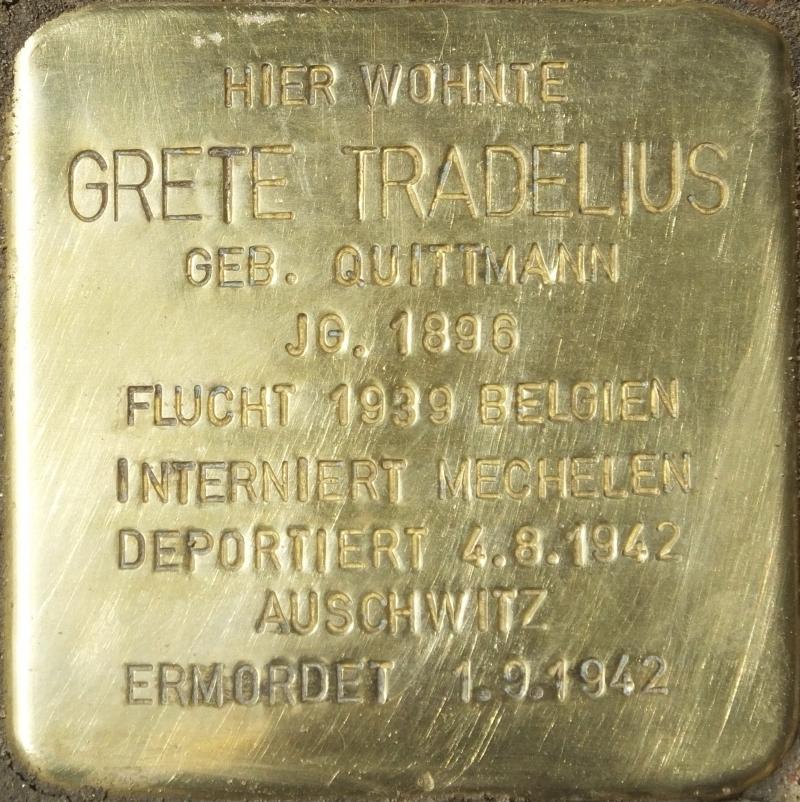 HIER WOHNTE
GRETE TRADELIUS
GEB. QUITTMANN
JG. 1896
FLUCHT 1939 BELGIEN
INTERNIERT MECHELEN
DEPORTIERT 4.8.1942
AUSCHWITZ
ERMORDET 1.9.1942